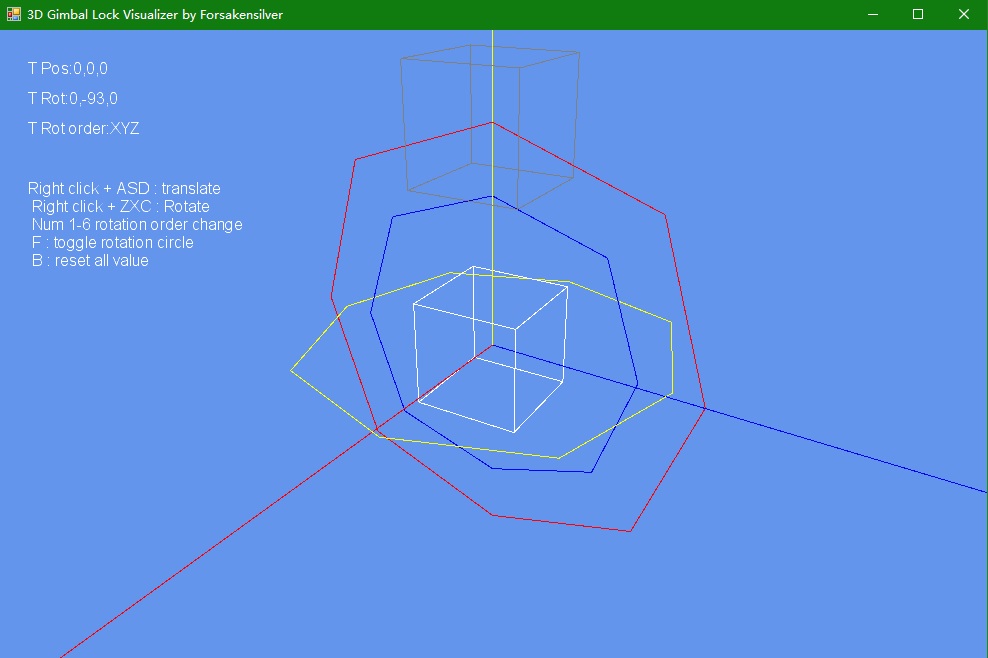 3D Gimbal Lock Visualizer by Forsakensilver
T Pos:0,0,0
T Rot:0,-93,0
T Rot order:XYZ
Right click + ASD : translate
Right click + ZXC : Rotate
Num 1-6 rotation order change
F : toggle rotation circle
B : reset all value